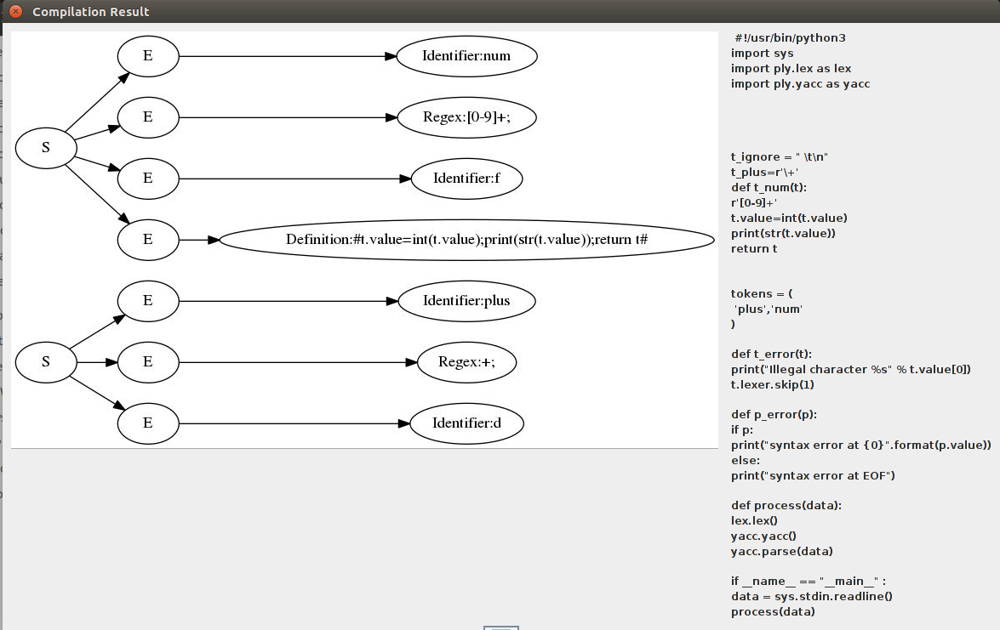 Compilation Result
E
Identifier:num
E
Regex:[0-9]+;
S
E
Identifier:f
E
Definition:#t.value=int(t.value);print(str(t.value));return t#
E
Identifier:plus
S
E
Regex:+;
E
Identifier:d
#!/usr/bin/python3
import sys
import ply.lex as lex
import ply.yacc as yacc
t_ignore = " \t\n"
t_plus=r'\+'
def t_num(t):
r'[0-9]+'
t.value=int(t.value)
print(str(t.value))
return t
tokens = (
'plus','num'
)
def t_error(t):
print("Illegal character %s" % t.value[0])
t.lexer.skip(1)
def p_error(p):
if p:
print("syntax error at {0}".format(p.value))
else:
print("syntax error at EOF")
def process(data):
lex.lex()
yacc.yacc()
yacc.parse(data)
if __name__ == "__main__" :
data = sys.stdin.readline()
process(data)